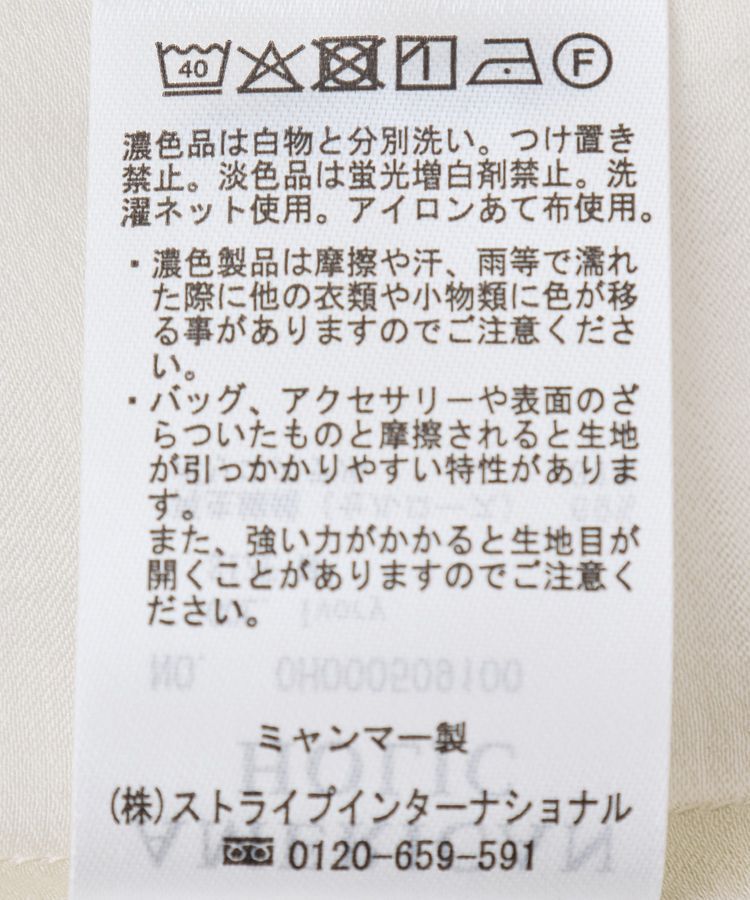 40 F
濃色品は白物と分別洗い。つけ置き
禁止。淡色品は蛍光増白剤禁止。洗
濯ネット使用。アイロンあて布使用。
・濃色製品は摩擦や汗、雨等で濡れ
た際に他の衣類や小物類に色が移
る事がありますのでご注意くださ
い。
・バッグ、アクセサリーや表面のざ
らついたものと摩擦されると生地
が引っかかりやすい特性がありま
す。
また、強い力がかかると生地目が
開くことがありますのでご注意く
ださい。
Ivory
NO. OH000509100
ミャンマー製
HOLIC
(株)ストライプインターナショナル
AMERICAN
0120-659-591